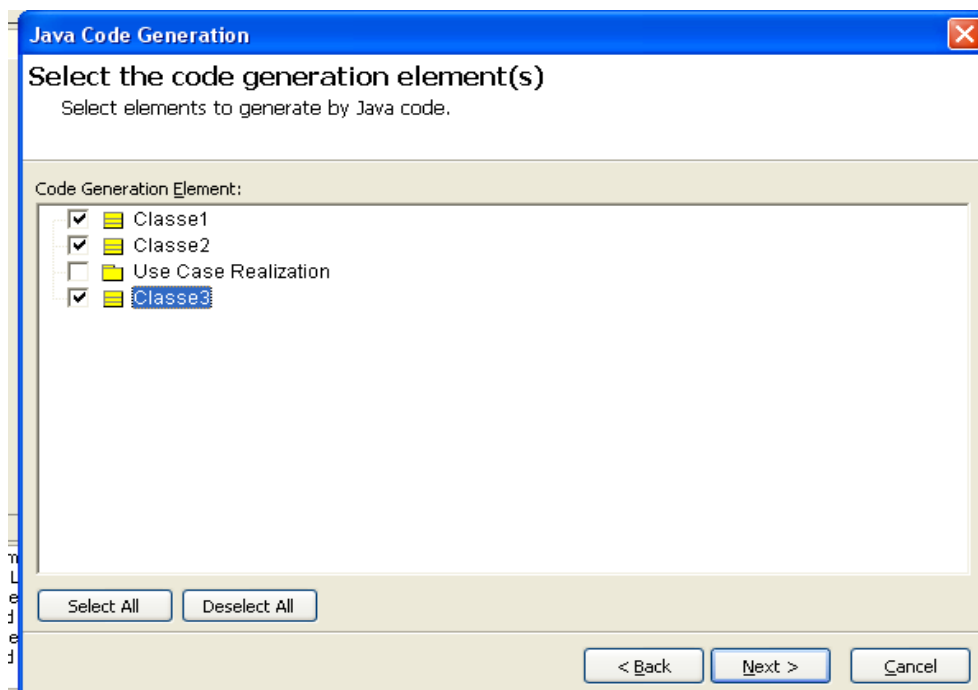 Java Code Generation
Select the code generation element(s)
Select elements to generate by Java code.
Code Generation Element:
Classe1
Classe2
Use Case Realization
Classe3
Select All
Deselect All
< Back
Next >
Cancel